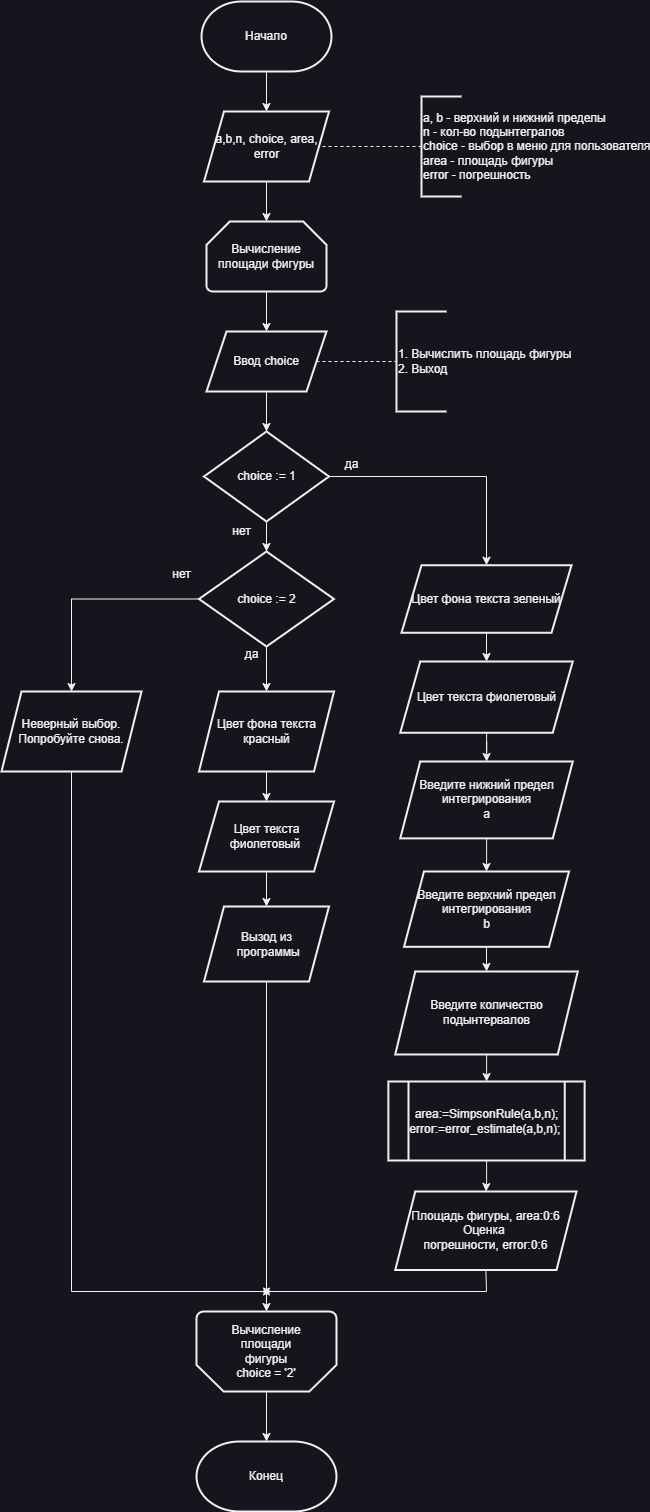 Начало
a,b,n, choice, area,
error
a, b - верхний и нижний пределы
n - кол-во подынтегралов
choice - выбор в меню для пользователя
area - площадь фигуры
error - погрешность
Вычисление
площади фигуры
Ввод choice
1. Вычислить площадь фигуры
2. Выход
choice := 1
да
нет
choice := 2
нет
да
Цвет фона текста зеленый
Цвет текста фиолетовый
Введите нижний предел
интегрирования
a
Введите верхний предел
интегрирования
b
Введите количество
подынтервалов
area:=SimpsonRule(a,b,n);
error:=error_estimate(a,b,n);
Площадь фигуры, area:0:6
Оценка
погрешности, error:0:6
Неверный выбор.
Попробуйте снова.
Цвет фона текста
красный
Цвет текста
фиолетовый
Вызод из
программы
Вычисление
площади
фигуры
choice = '2'
Конец